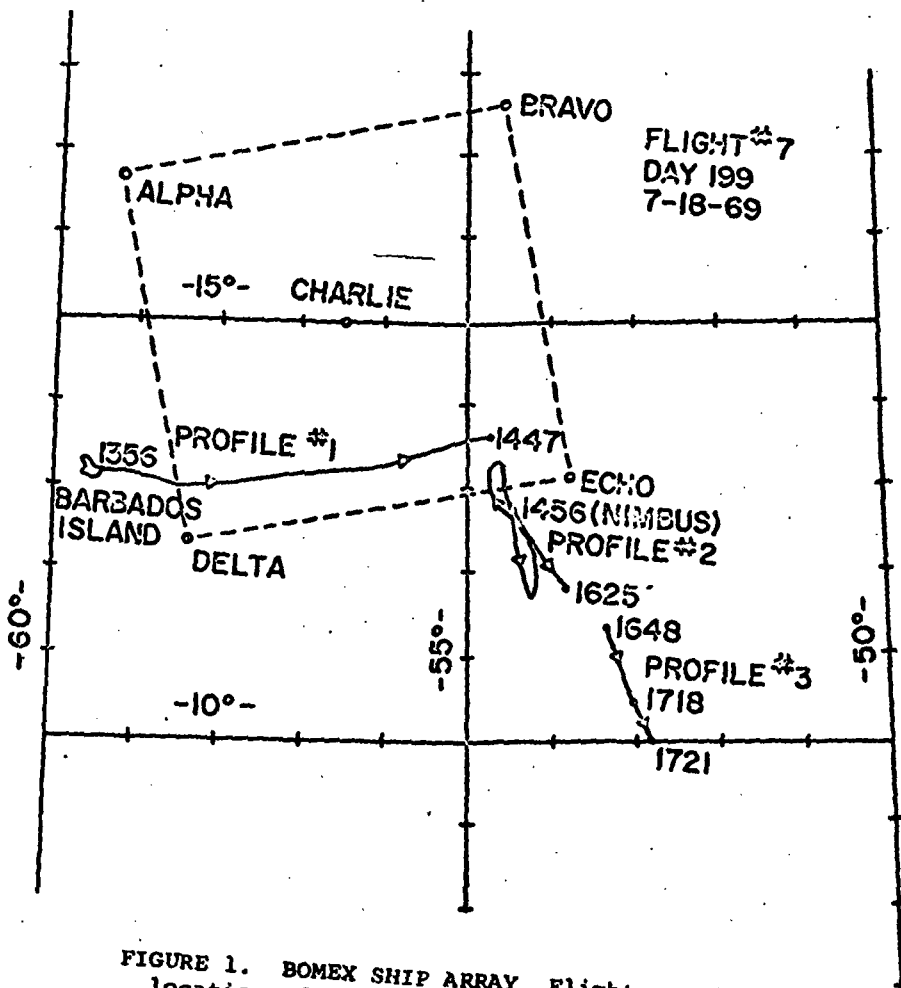 BRAVO
FLIGHT #7
DAY 199
7-18-69
ALPHA
-15°-
CHARLIE
PROFILE #1
1447
1356
ECHO
BARBADOS
ISLAND
1456 (NIMBUS)
PROFILE #2
DELTA
1625
-60°-
-55°-
-50°-
1648
PROFILE #3
-10°-
1718
1721
FIGURE 1. BOMEX SHIP ARRAY Flight